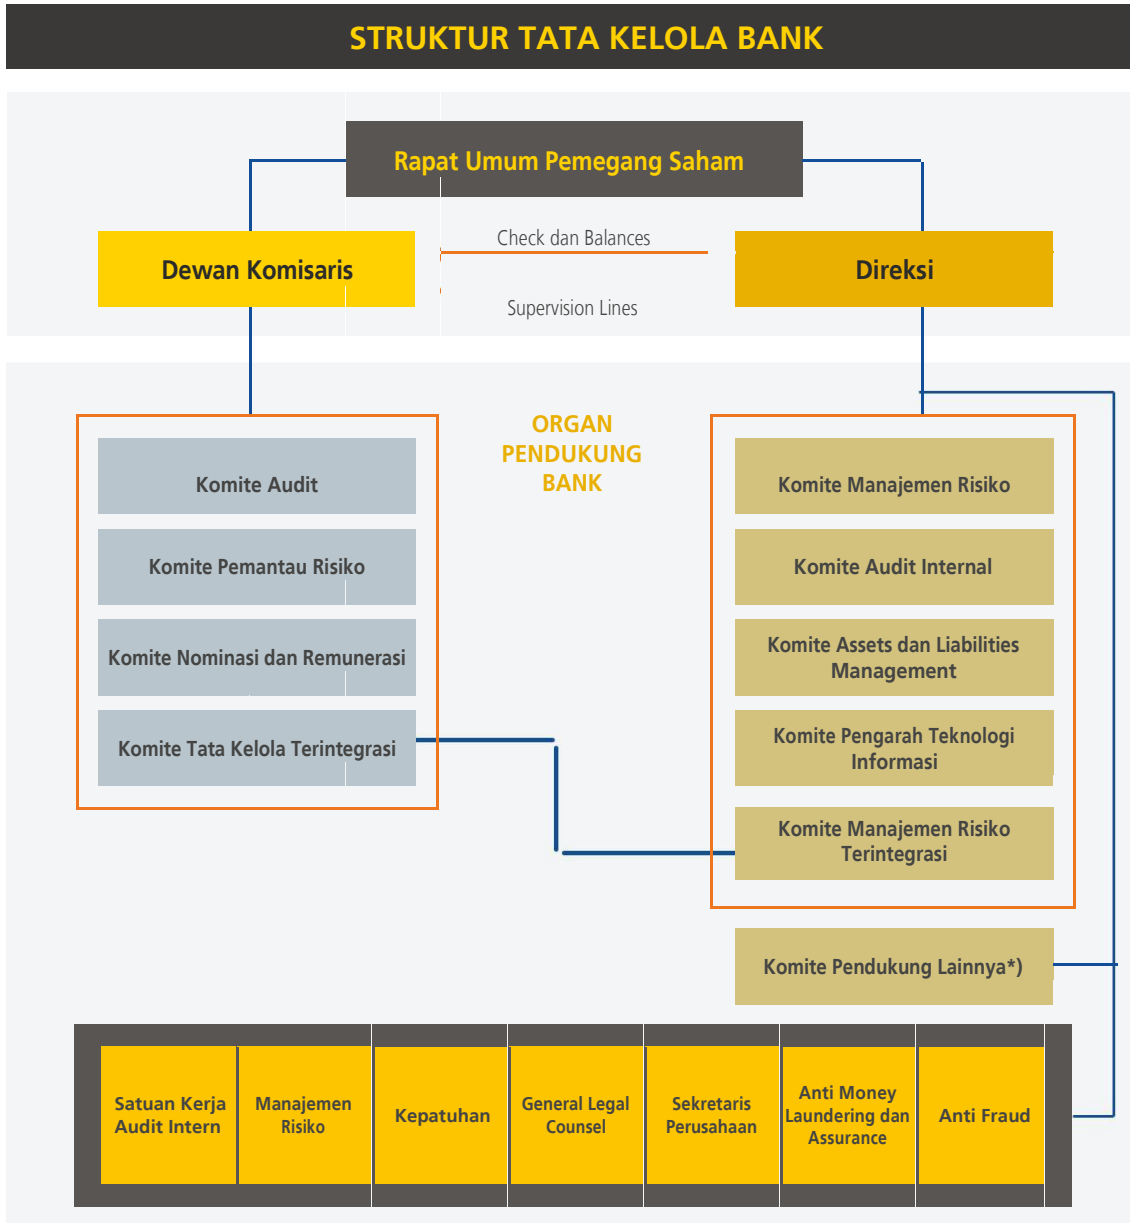 STRUKTUR TATA KELOLA BANK
Rapat Umum Pemegang Saham
Check dan Balances
Dewan Komisaris
Direksi
Supervision Lines
ORGAN
PENDUKUNG
BANK
Komite Audit
Komite Pemantau Risiko
Komite Nominasi dan Remunerasi
Komite Tata Kelola Terintegrasi
Komite Manajemen Risiko
Komite Audit Internal
Komite Assets dan Liabilities
Management
Komite Pengarah Teknologi
Informasi
Komite Manajemen Risiko
Terintegrasi
Komite Pendukung Lainnya*)
Satuan Kerja
Audit Intern
Manajemen
Risiko
Kepatuhan
General Legal
Counsel
Sekretaris
Perusahaan
Anti Money
Laundering dan
Assurance
Anti Fraud